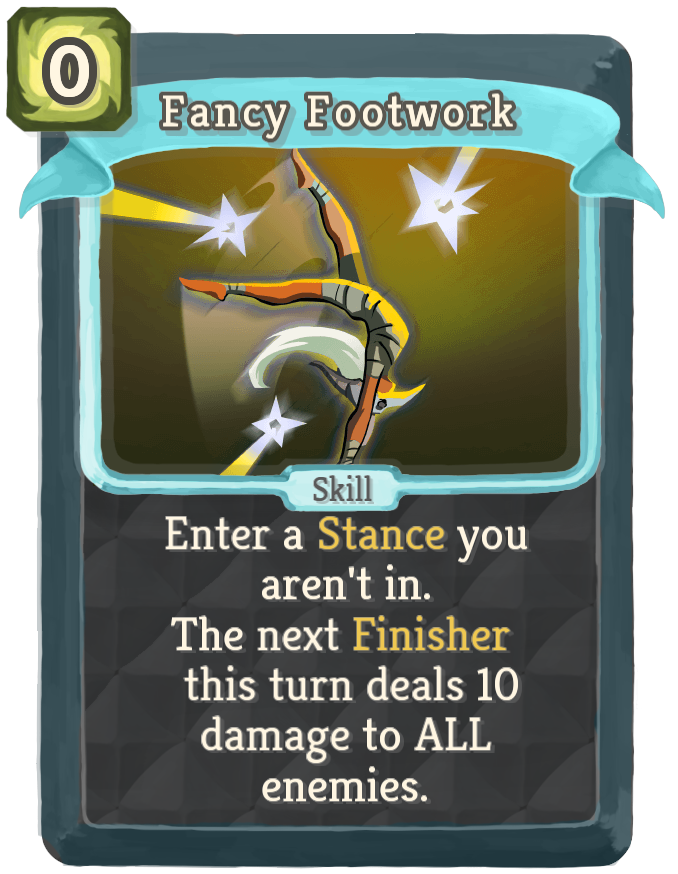 0
Fancy Footwork
Skill
Enter a Stance you
aren't in.
The next Finisher
this turn deals 10
damage to ALL
enemies.